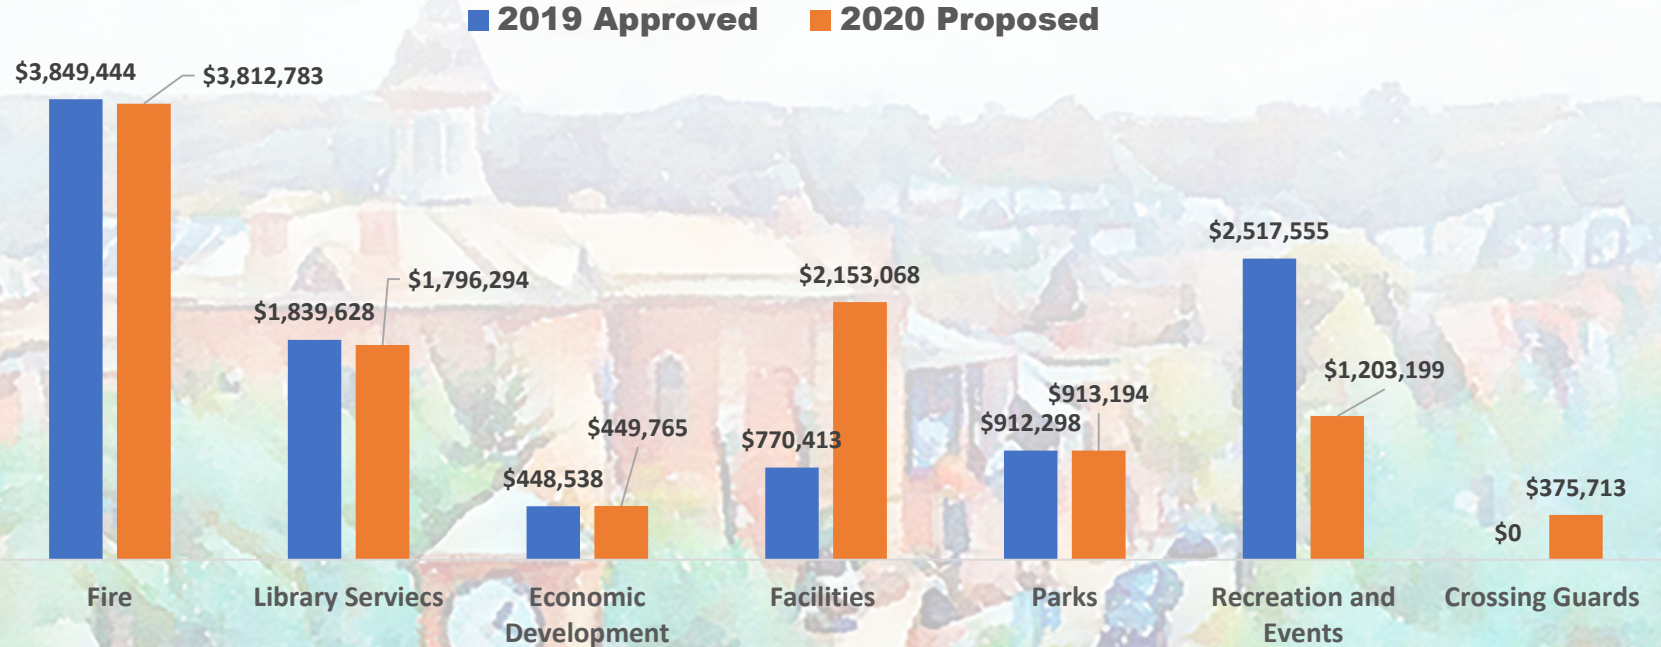 2019 Approved 2020 Proposed
$3,849,444 $3,812,783
$1,839,628 $1,796,294
$448,538 $449,765
$770,413 $2,153,068
$912,298 $913,194
$2,517,555 $1,203,199
$0 $375,713
Fire
Library Serviecs
Economic
Development
Facilities
Parks
Recreation and
Events
Crossing Guards